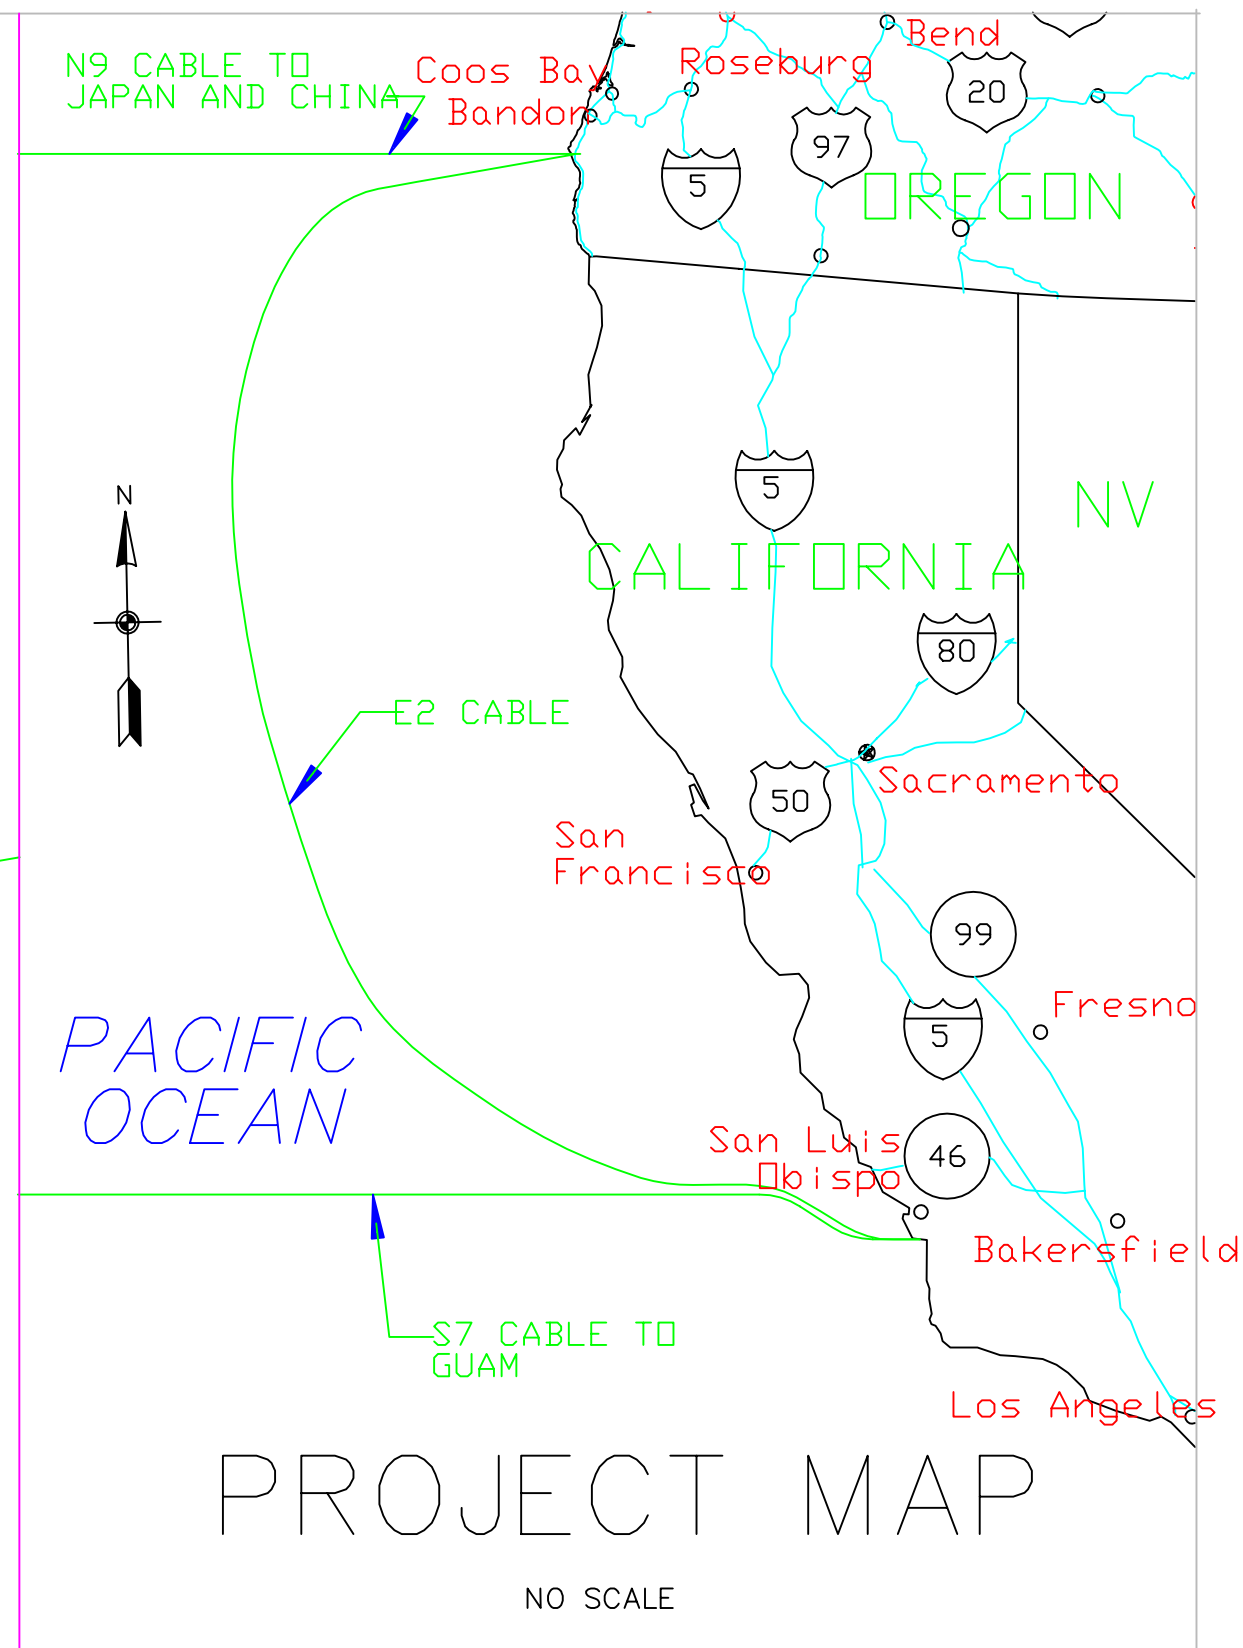 N9 CABLE TO
JAPAN AND CHINA
Coos Bay
Bandon
Roseburg
Bend
20
97
5
OREGON
N
5
NV
CALIFORNIA
80
E2 CABLE
Sacramento
50
San
Francisco
99
Fresno
5
PACIFIC
OCEAN
San Luis
Obispo
46
Bakersfield
S7 CABLE TO
GUAM
Los Angeles
PROJECT MAP
NO SCALE